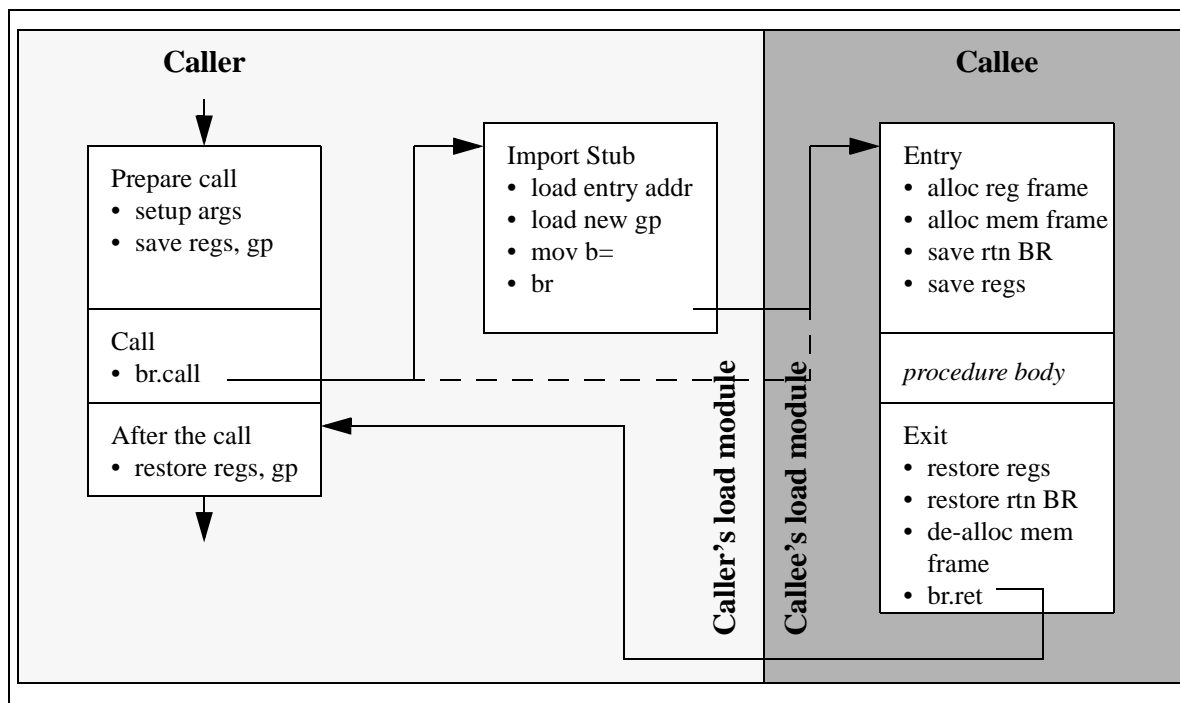 Caller
Prepare call
• setup args
• save regs, gp
Call
• br.call
After the call
• restore regs, gp
Import Stub
• load entry addr
• load new gp
• mov b=
• br
Caller’s load module
Callee’s load module
Callee
Entry
• alloc reg frame
• alloc mem frame
• save rtn BR
• save regs
procedure body
Exit
• restore regs
• restore rtn BR
• de-alloc mem
frame
• br.ret